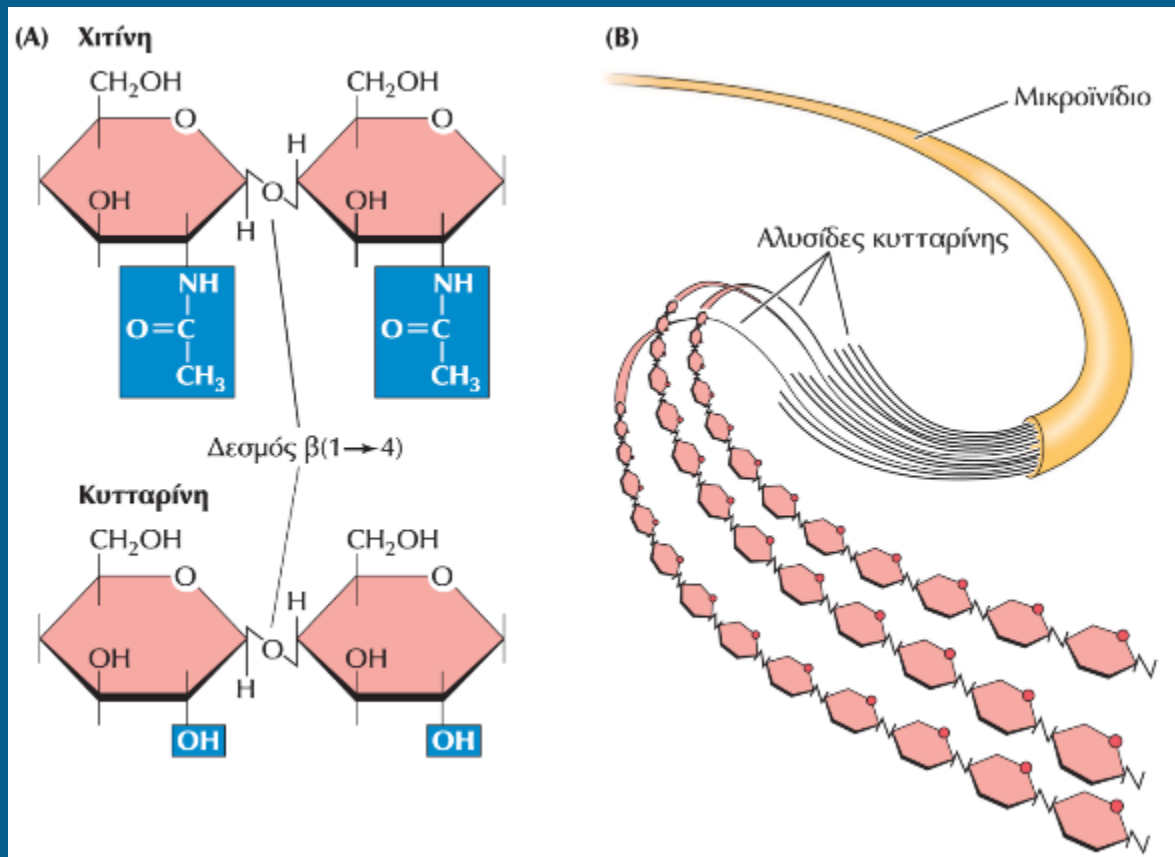 (A) Χιτίνη
CH₂OH CH₂OH
O O
H
OH O OH
H
NH NH
O=C O=C
CH₃ CH₃
Δεσμός β(1→4)
Κυτταρίνη
CH₂OH CH₂OH
O O
H
OH O OH
H
OH OH
(B)
Μικροϊνίδιο
Αλυσίδες κυτταρίνης